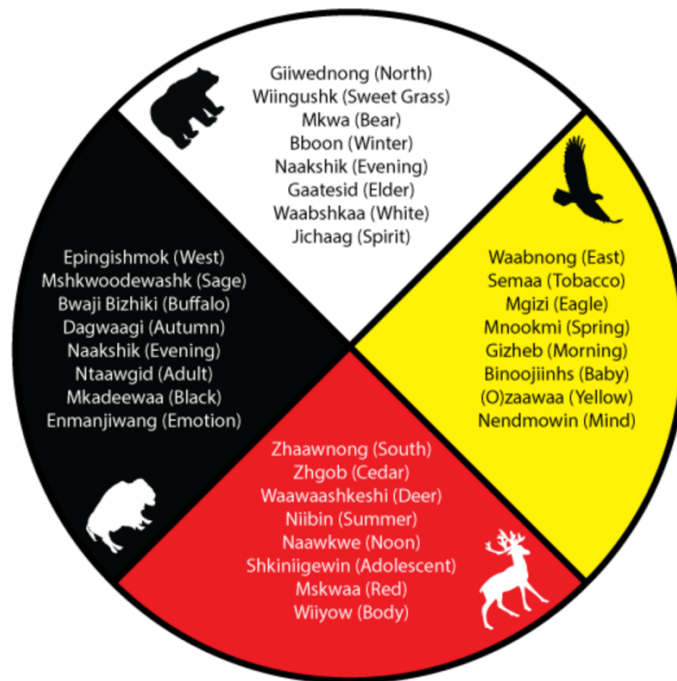 Giiwednong (North)
Wiingushk (Sweet Grass)
Mkwa (Bear)
Bboon (Winter)
Naakshik (Evening)
Gaatesid (Elder)
Waabshkaa (White)
Jichaag (Spirit)
Waabnong (East)
Semaa (Tobacco)
Mgizi (Eagle)
Mnookmi (Spring)
Gizheb (Morning)
Binoojiinhs (Baby)
(O)zaawaa (Yellow)
Nendmowin (Mind)
Zhaawnong (South)
Zhgob (Cedar)
Waawaashkeshi (Deer)
Niibin (Summer)
Naawkwe (Noon)
Shkiniigewin (Adolescent)
Mskwaa (Red)
Wiiyow (Body)
Epingishmok (West)
Mshkwoodewashk (Sage)
Bwaji Bizhiki (Buffalo)
Dagwaagi (Autumn)
Naakshik (Evening)
Ntaawgid (Adult)
Mkadeewaa (Black)
Enmanjiwang (Emotion)